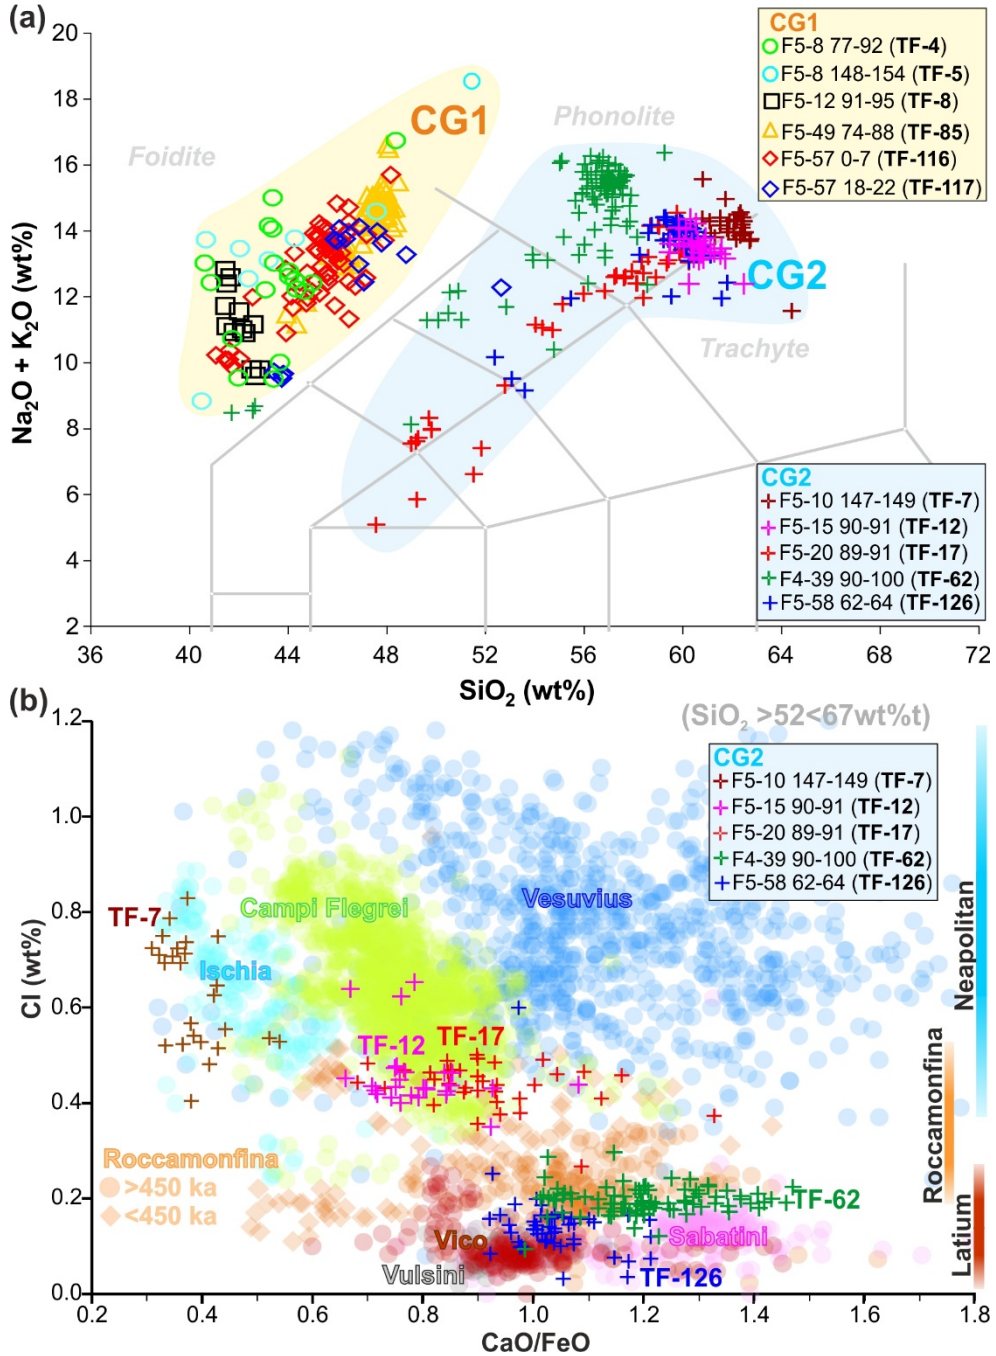 (a)
20
18
16
14
12
10
8
6
4
2
Na₂O + K₂O (wt%)
36
40
44
48
52
56
60
64
68
72
SiO₂ (wt%)
Foidite
Phonolite
Trachyte
CG1
CG2
CG1
F5-8 77-92 (TF-4)
F5-8 148-154 (TF-5)
F5-12 91-95 (TF-8)
F5-49 74-88 (TF-85)
F5-57 0-7 (TF-116)
F5-57 18-22 (TF-117)
CG2
F5-10 147-149 (TF-7)
F5-15 90-91 (TF-12)
F5-20 89-91 (TF-17)
F4-39 90-100 (TF-62)
F5-58 62-64 (TF-126)
(b)
(SiO₂ >52<67wt%t)
1.2
1.0
0.8
0.6
0.4
0.2
0.0
Cl (wt%)
0.2
0.4
0.6
0.8
1.0
1.2
1.4
1.6
1.8
CaO/FeO
CG2
F5-10 147-149 (TF-7)
F5-15 90-91 (TF-12)
F5-20 89-91 (TF-17)
F4-39 90-100 (TF-62)
F5-58 62-64 (TF-126)
TF-7
Campi Flegrei
Vesuvius
Ischia
TF-12
TF-17
Roccamonfina
>450 ka
<450 ka
TF-62
Vico
Sabatini
Vulsini
TF-126
Neapolitan
Roccamonfina
Latium